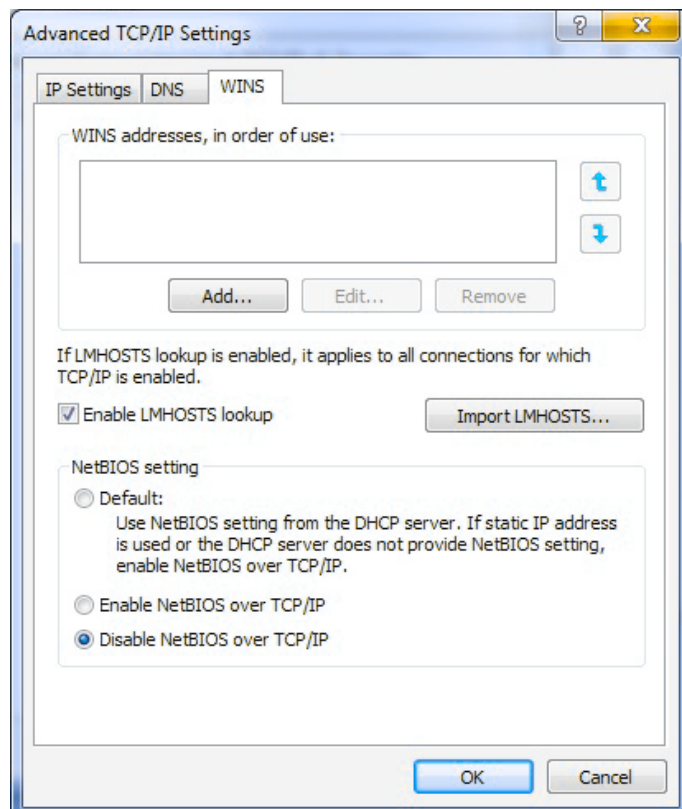 Advanced TCP/IP Settings
?
X
IP Settings
DNS
WINS
WINS addresses, in order of use:
Add...
Edit...
Remove
If LMHOSTS lookup is enabled, it applies to all connections for which
TCP/IP is enabled.
Enable LMHOSTS lookup
Import LMHOSTS...
NetBIOS setting
Default:
Use NetBIOS setting from the DHCP server. If static IP address
is used or the DHCP server does not provide NetBIOS setting,
enable NetBIOS over TCP/IP.
Enable NetBIOS over TCP/IP
Disable NetBIOS over TCP/IP
OK
Cancel